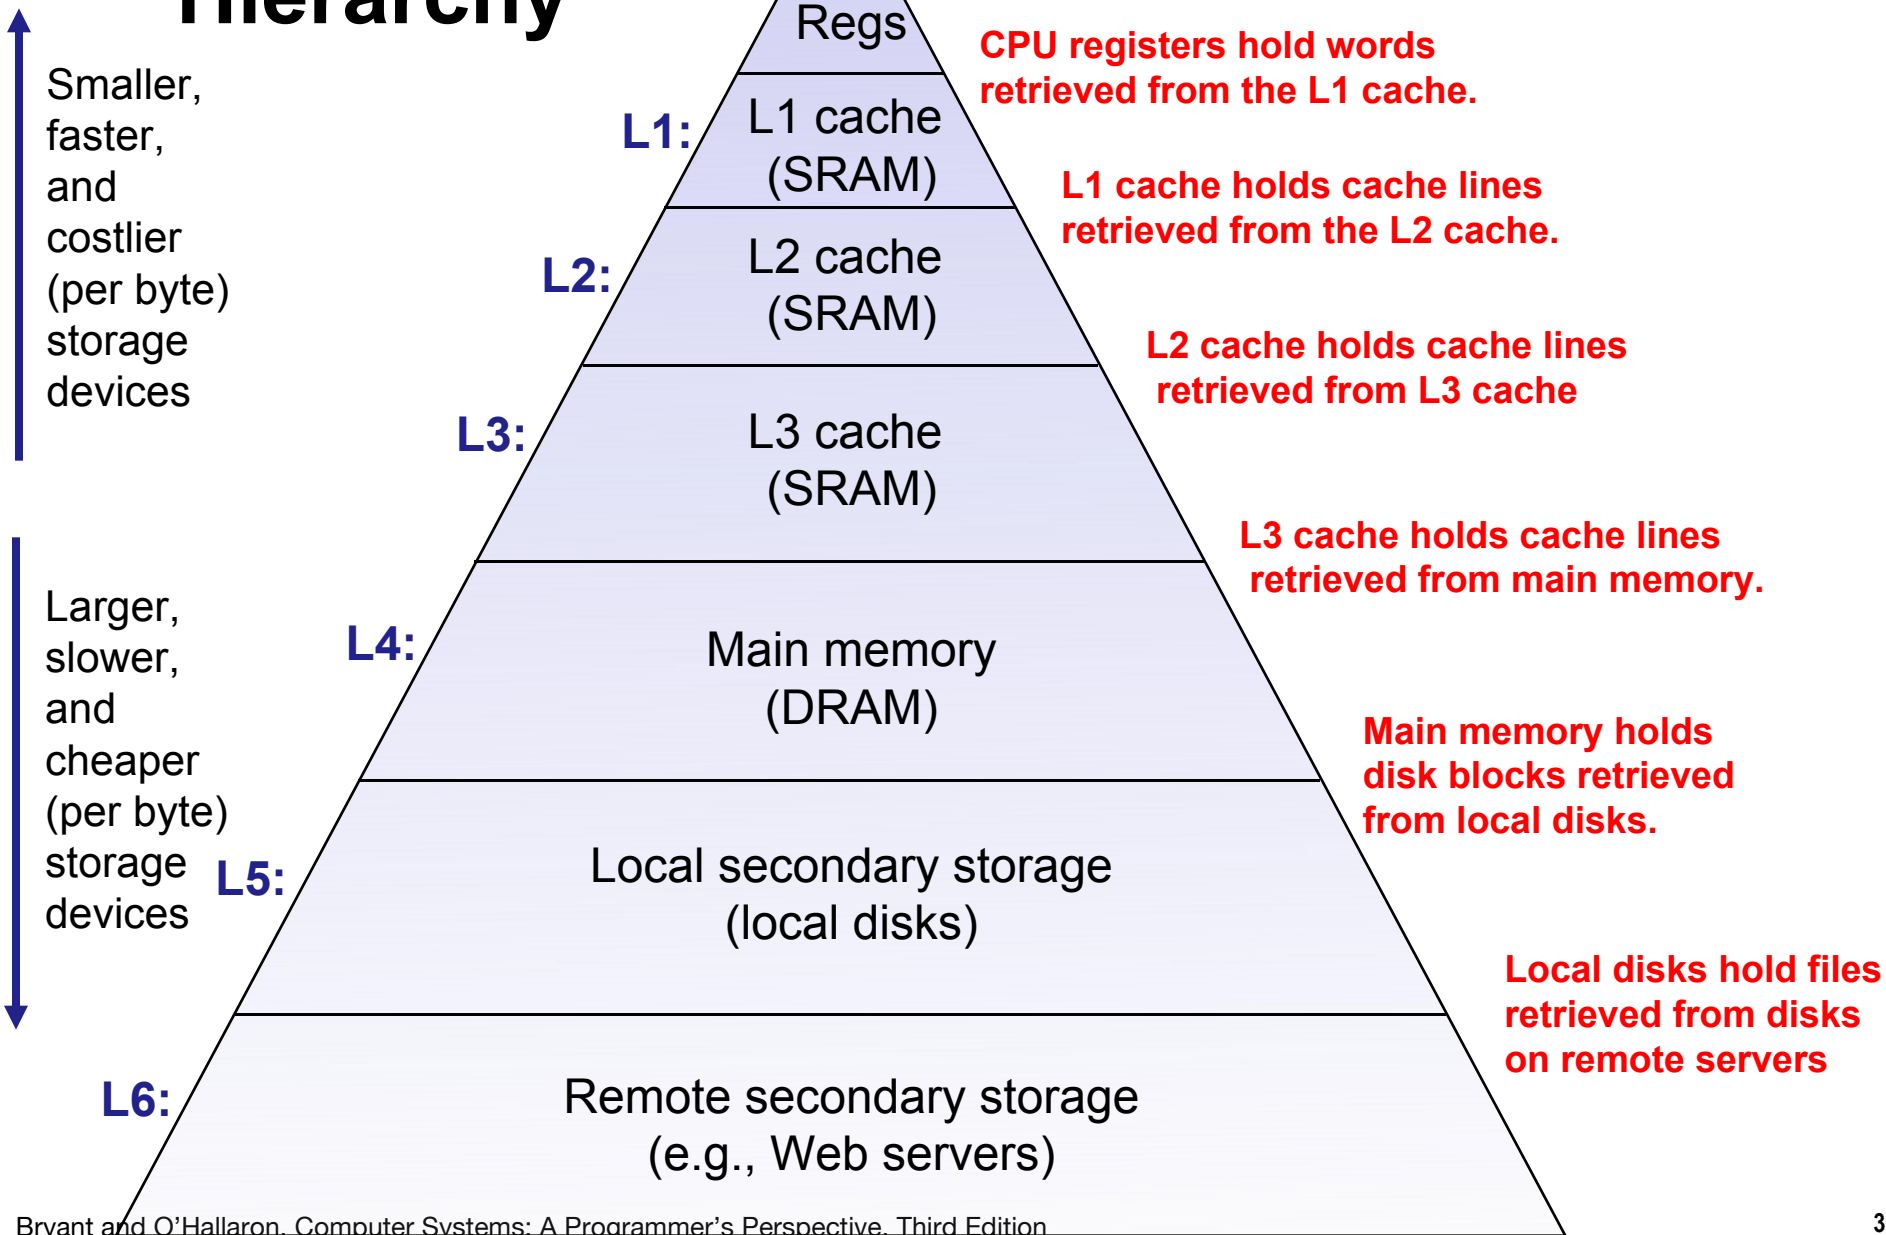 Hierarchy
Regs
CPU registers hold words
retrieved from the L1 cache.
Smaller,
faster,
and
costlier
(per byte)
storage
devices
L1:
L1 cache
(SRAM)
L1 cache holds cache lines
retrieved from the L2 cache.
L2:
L2 cache
(SRAM)
L2 cache holds cache lines
retrieved from L3 cache
L3:
L3 cache
(SRAM)
L3 cache holds cache lines
retrieved from main memory.
Larger,
slower,
and
cheaper
(per byte)
storage
devices
L4:
Main memory
(DRAM)
Main memory holds
disk blocks retrieved
from local disks.
L5:
Local secondary storage
(local disks)
Local disks hold files
retrieved from disks
on remote servers
L6:
Remote secondary storage
(e.g., Web servers)
Bryant and O’Hallaron, Computer Systems: A Programmer’s Perspective, Third Edition
3